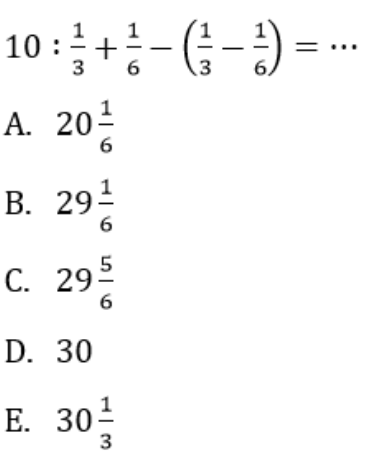 10 : 1/3 + 1/6 − (1/3 − 1/6) = ⋯
A. 20 1/6
B. 29 1/6
C. 29 5/6
D. 30
E. 30 1/3